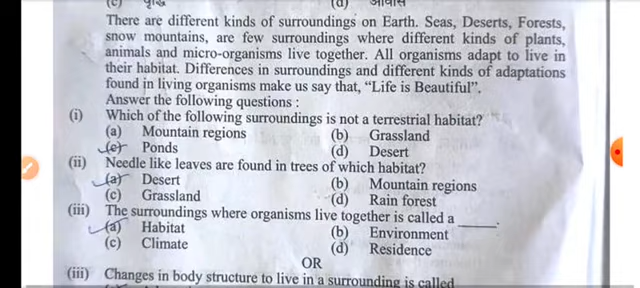 (c) वृद्धि (d) आवास
There are different kinds of surroundings on Earth. Seas, Deserts, Forests,
snow mountains, are few surroundings where different kinds of plants,
animals and micro-organisms live together. All organisms adapt to live in
their habitat. Differences in surroundings and different kinds of adaptations
found in living organisms make us say that, “Life is Beautiful”.
Answer the following questions :
(i) Which of the following surroundings is not a terrestrial habitat?
(a) Mountain regions (b) Grassland
(c) Ponds (d) Desert
(ii) Needle like leaves are found in trees of which habitat?
(a) Desert (b) Mountain regions
(c) Grassland (d) Rain forest
(iii) The surroundings where organisms live together is called a ____.
(a) Habitat (b) Environment
(c) Climate (d) Residence
OR
(iii) Changes in body structure to live in a surrounding is called